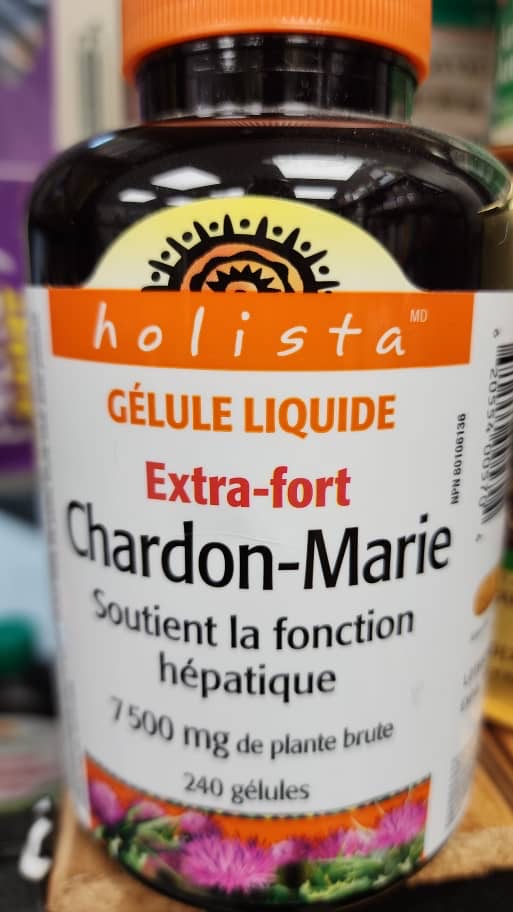 holista MD
GÉLULE LIQUIDE
Extra-fort
Chardon-Marie
Soutient la fonction
hépatique
7 500 mg de plante brute
240 gélules
NPN 80106136